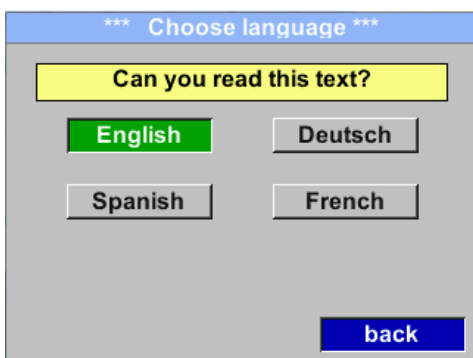 *** Choose language ***
Can you read this text?
English Deutsch
Spanish French
back